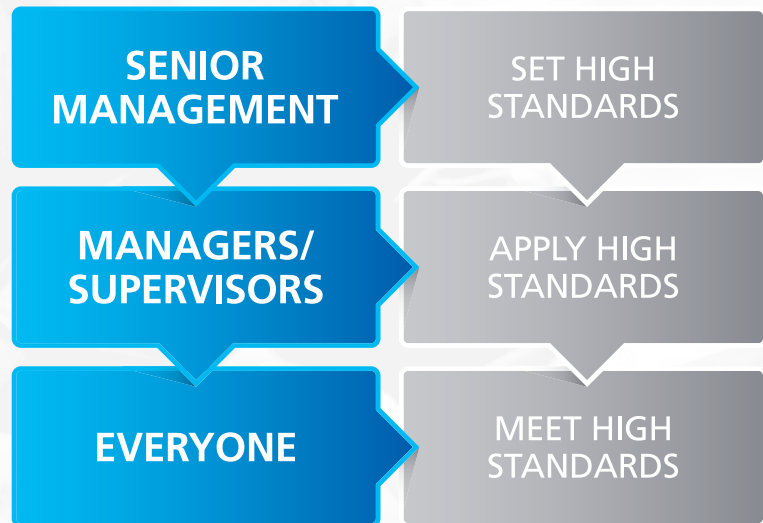 SENIOR
MANAGEMENT
SET HIGH
STANDARDS
MANAGERS/
SUPERVISORS
APPLY HIGH
STANDARDS
EVERYONE
MEET HIGH
STANDARDS